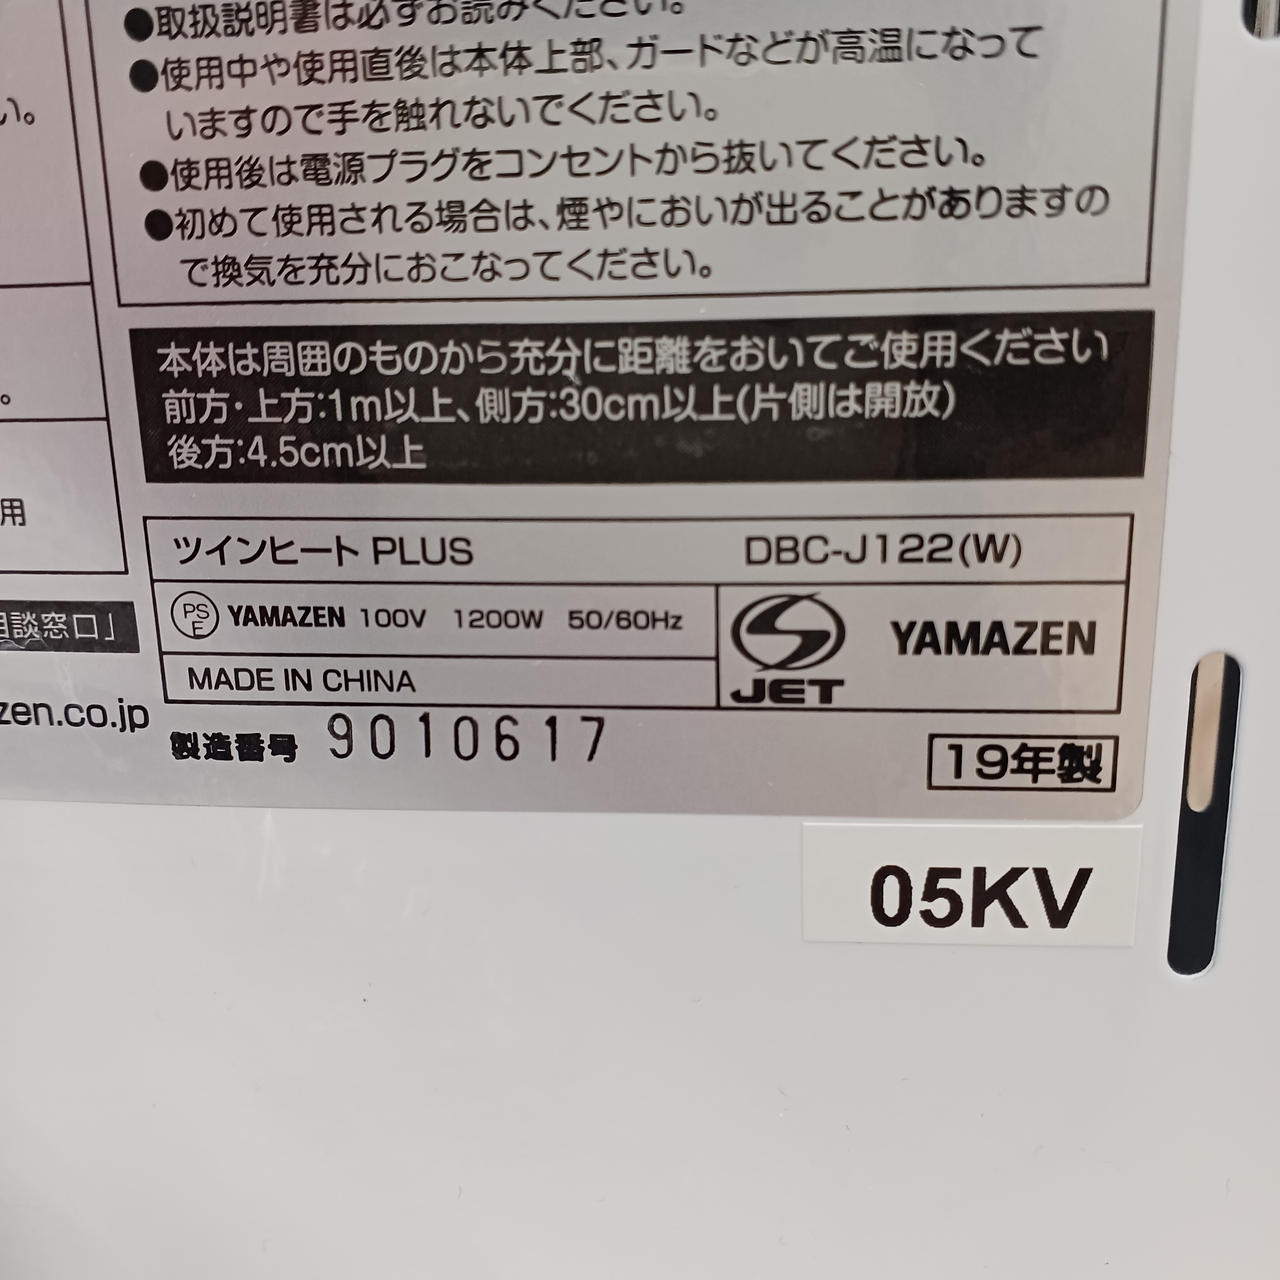 い。
●取扱説明書は必ずお読みください。
●使用中や使用直後は本体上部、ガードなどが高温になって
いますので手を触れないでください。
●使用後は電源プラグをコンセントから抜いてください。
●初めて使用される場合は、煙やにおいが出ることがありますの
で換気を充分におこなってください。
。
用
相談窓口」
zen.co.jp
本体は周囲のものから充分に距離をおいてご使用ください
前方・上方:1m以上、側方:30cm以上(片側は開放)
後方:4.5cm以上
ツインヒート PLUS DBC-J122(W)
PSE YAMAZEN 100V 1200W 50/60Hz
JET YAMAZEN
MADE IN CHINA
製造番号 9010617
19年製
05KV